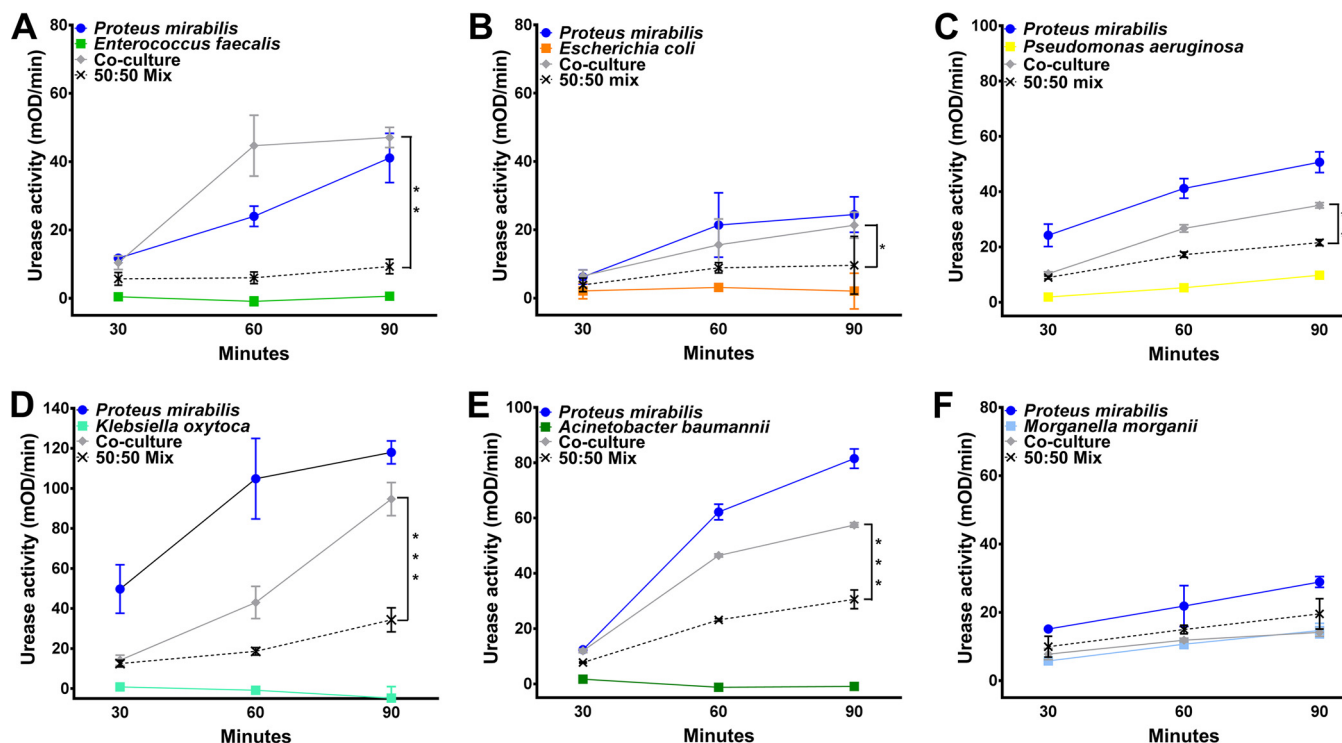 A
Proteus mirabilis
Enterococcus faecalis
Co-culture
50:50 Mix
Urease activity (mOD/min)
80
60
40
20
0
**
30 60 90
Minutes
B
Proteus mirabilis
Escherichia coli
Co-culture
50:50 mix
Urease activity (mOD/min)
80
60
40
20
0
*
30 60 90
Minutes
C
Proteus mirabilis
Pseudomonas aeruginosa
Co-culture
50:50 mix
Urease activity (mOD/min)
100
80
60
40
20
0
30 60 90
Minutes
D
Proteus mirabilis
Klebsiella oxytoca
Co-culture
50:50 Mix
Urease activity (mOD/min)
140
120
100
80
60
40
20
0
***
30 60 90
Minutes
E
Proteus mirabilis
Acinetobacter baumannii
Co-culture
50:50 Mix
Urease activity (mOD/min)
100
80
60
40
20
0
***
30 60 90
Minutes
F
Proteus mirabilis
Morganella morganii
Co-culture
50:50 Mix
Urease activity (mOD/min)
80
60
40
20
0
30 60 90
Minutes